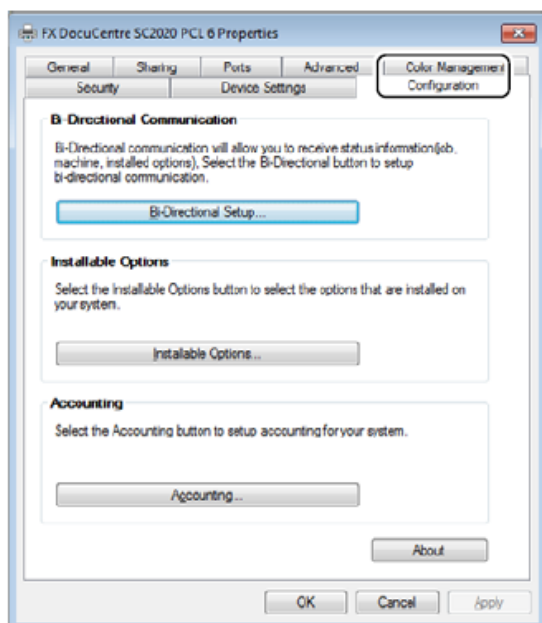 FX DocuCentre SC2020 PCL 6 Properties
General Sharing Ports Advanced Color Management
Security Device Settings Configuration
Bi-Directional Communication
Bi-Directional communication will allow you to receive status information(job,
machine, installed options), Select the Bi-Directional button to setup
bi-directional communication.
Bi-Directional Setup...
Installable Options
Select the Installable Options button to select the options that are installed on
your system.
Installable Options...
Accounting
Select the Accounting button to setup accounting for your system.
Accounting...
About
OK Cancel Apply